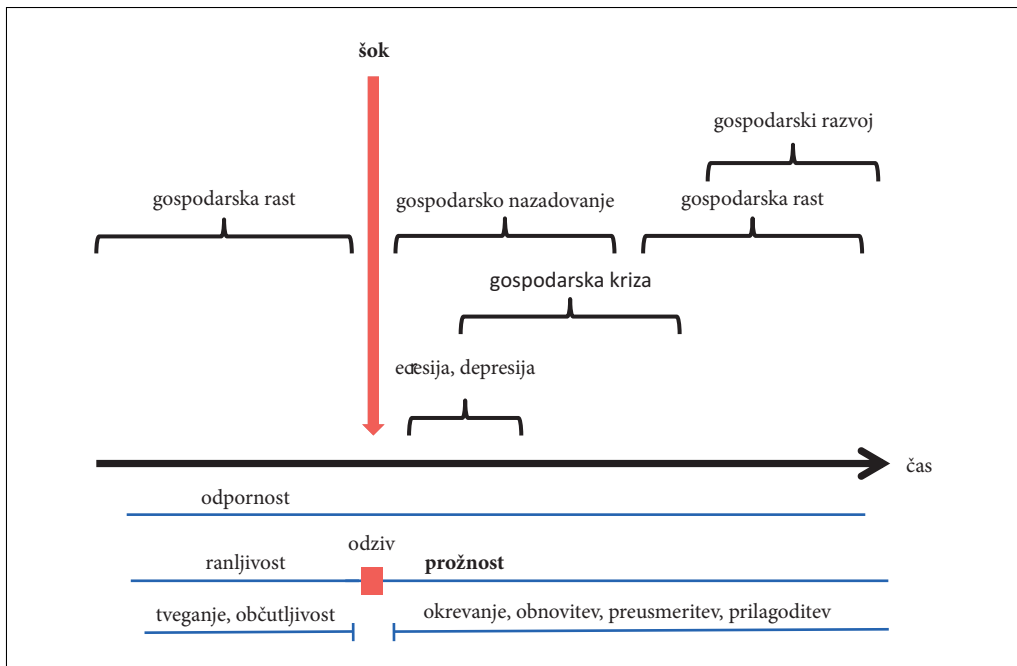 šok
gospodarski razvoj
gospodarska rast
gospodarsko nazadovanje
gospodarska rast
gospodarska kriza
depresija
čas
odpornost
odziv
ranljivost
prožnost
tveganje, občutljivost
okrevanje, obnovitev, preusmeritev, prilagoditev